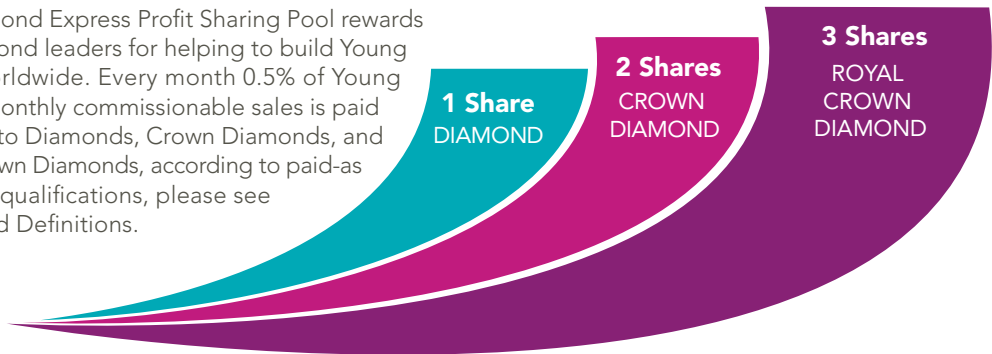 ond Express Profit Sharing Pool rewards
ond leaders for helping to build Young
rldwide. Every month 0.5% of Young
onthly commissionable sales is paid
to Diamonds, Crown Diamonds, and
wn Diamonds, according to paid-as
qualifications, please see
d Definitions.
1 Share
DIAMOND
2 Shares
CROWN
DIAMOND
3 Shares
ROYAL
CROWN
DIAMOND